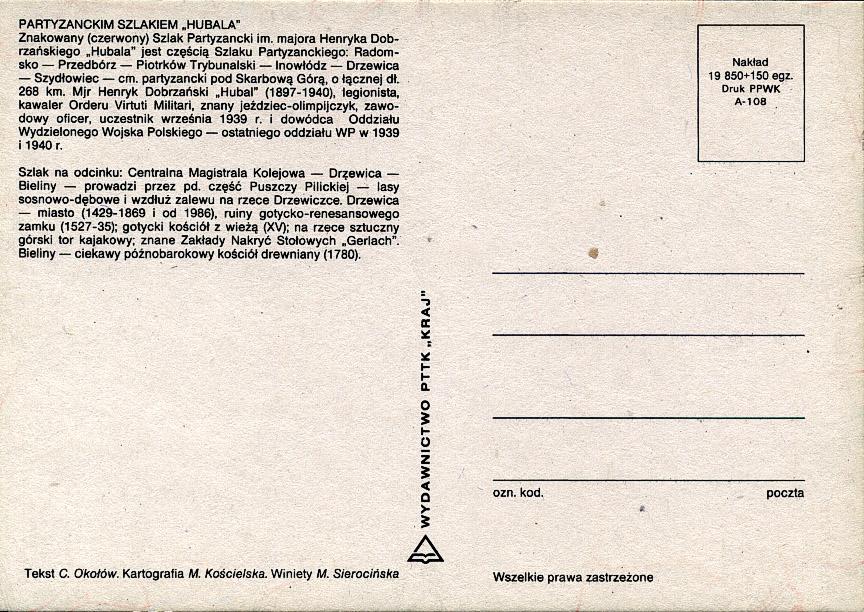 PARTYZANCKIM SZLAKIEM „HUBALA"
Znakowany (czerwony) Szlak Partyzancki im. majora Henryka Dob-
rzańskiego „Hubala" jest częścią Szlaku Partyzanckiego: Radom-
sko — Przedbórz — Piotrków Trybunalski — Inowłódz — Drzewica
— Szydłowiec — cm. partyzancki pod Skarbową Górą, o łącznej dł.
268 km. Mjr Henryk Dobrzański „Hubal" (1897-1940), legionista,
kawaler Orderu Virtuti Militari, znany jeździec-olimpijczyk, zawo-
dowy oficer, uczestnik września 1939 r. i dowódca Oddziału
Wydzielonego Wojska Polskiego — ostatniego oddziału WP w 1939
i 1940 r.
Szlak na odcinku: Centralna Magistrala Kolejowa — Drzewica —
Bieliny — prowadzi przez pd. część Puszczy Pilickiej — lasy
sosnowo-dębowe i wzdłuż zalewu na rzece Drzewiczce. Drzewica
— miasto (1429-1869 i od 1986), ruiny gotycko-renesansowego
zamku (1527-35); gotycki kościół z wieżą (XV); na rzece sztuczny
górski tor kajakowy; znane Zakłady Nakryć Stołowych „Gerlach".
Bieliny — ciekawy późnobarokowy kościół drewniany (1780).
Tekst C. Okołów. Kartografia M. Kościelska. Winiety M. Sierocińska
WYDAWNICTWO PTTK „KRAJ"
Nakład
19 850+150 egz.
Druk PPWK
A-108
ozn. kod.
poczta
Wszelkie prawa zastrzeżone